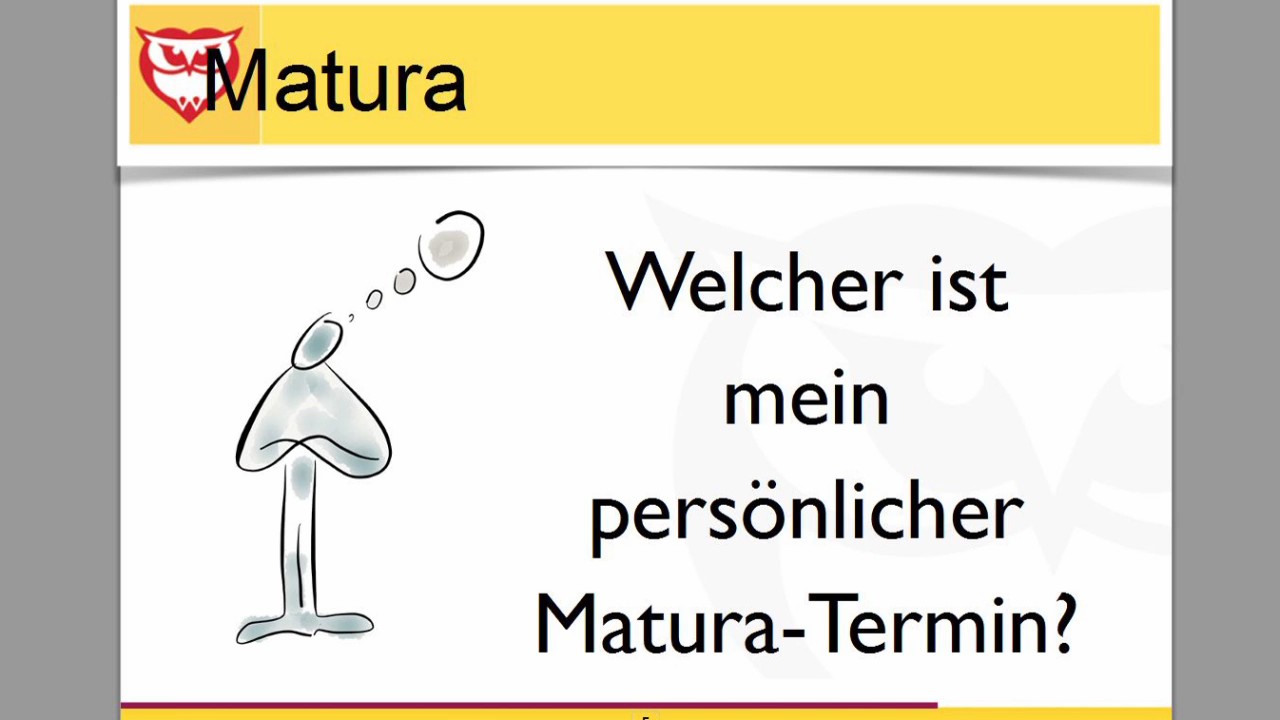 Matura
Welcher ist
mein
persönlicher
Matura-Termin?